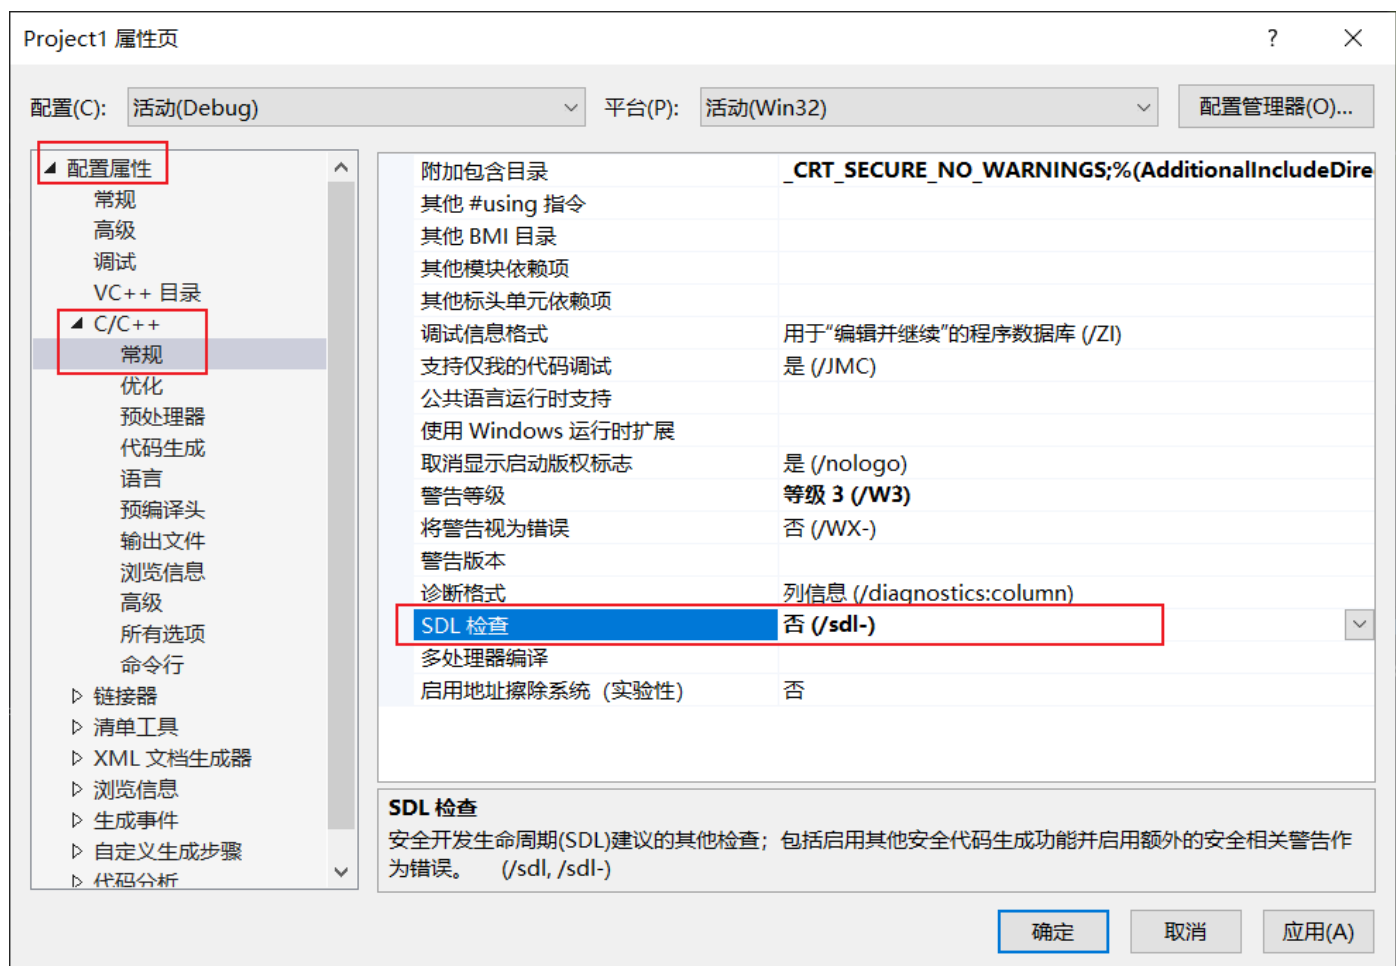 Project1 属性页
?
配置(C): 活动(Debug) 平台(P): 活动(Win32) 配置管理器(O)...
配置属性
常规
高级
调试
VC++ 目录
C/C++
常规
优化
预处理器
代码生成
语言
预编译头
输出文件
浏览信息
高级
所有选项
命令行
链接器
清单工具
XML 文档生成器
浏览信息
生成事件
自定义生成步骤
代码分析
附加包含目录 _CRT_SECURE_NO_WARNINGS;%(AdditionalIncludeDire
其他 #using 指令
其他 BMI 目录
其他模块依赖项
其他标头单元依赖项
调试信息格式 用于“编辑并继续”的程序数据库 (/ZI)
支持仅我的代码调试 是 (/JMC)
公共语言运行时支持
使用 Windows 运行时扩展
取消显示启动版权标志 是 (/nologo)
警告等级 等级 3 (/W3)
将警告视为错误 否 (/WX-)
警告版本
诊断格式 列信息 (/diagnostics:column)
SDL 检查 否 (/sdl-)
多处理器编译
启用地址擦除系统（实验性） 否
SDL 检查
安全开发生命周期(SDL)建议的其他检查；包括启用其他安全代码生成功能并启用额外的安全相关警告作
为错误。 (/sdl, /sdl-)
确定 取消 应用(A)